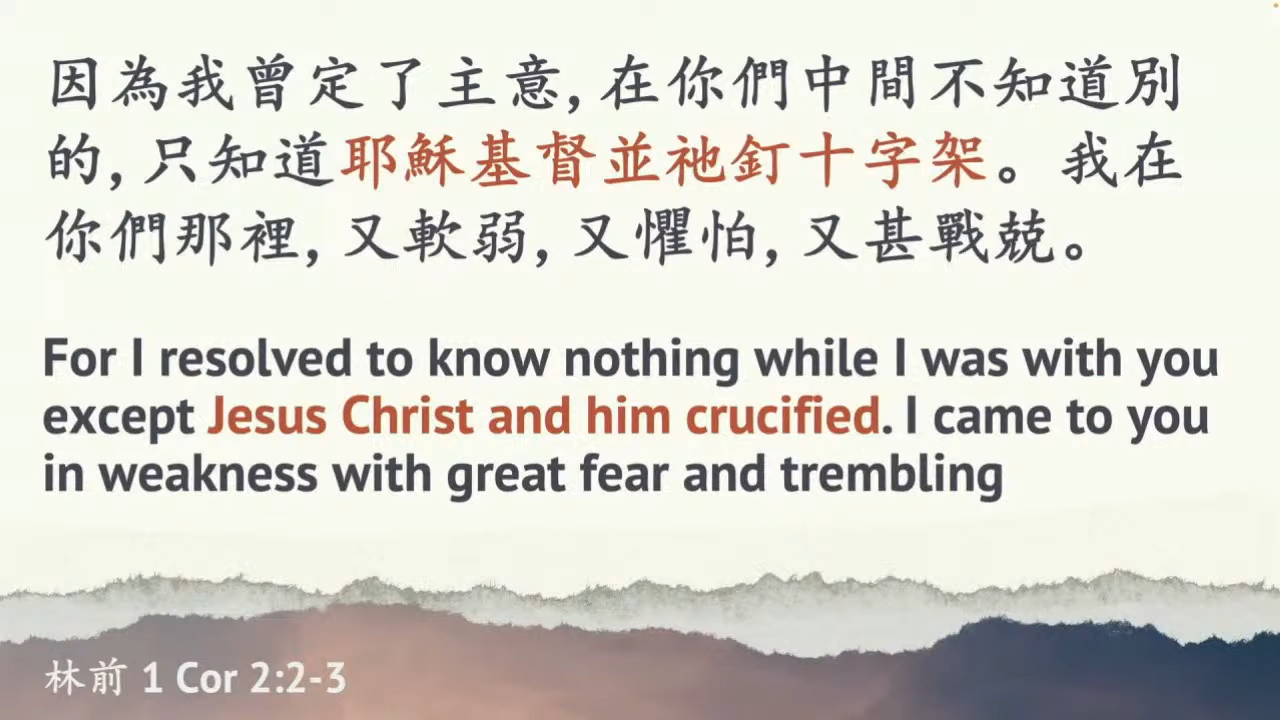 因為我曾定了主意, 在你們中間不知道別
的, 只知道耶穌基督並祂釘十字架。我在
你們那裡, 又軟弱, 又懼怕, 又甚戰兢。
For I resolved to know nothing while I was with you
except Jesus Christ and him crucified. I came to you
in weakness with great fear and trembling
林前 1 Cor 2:2-3